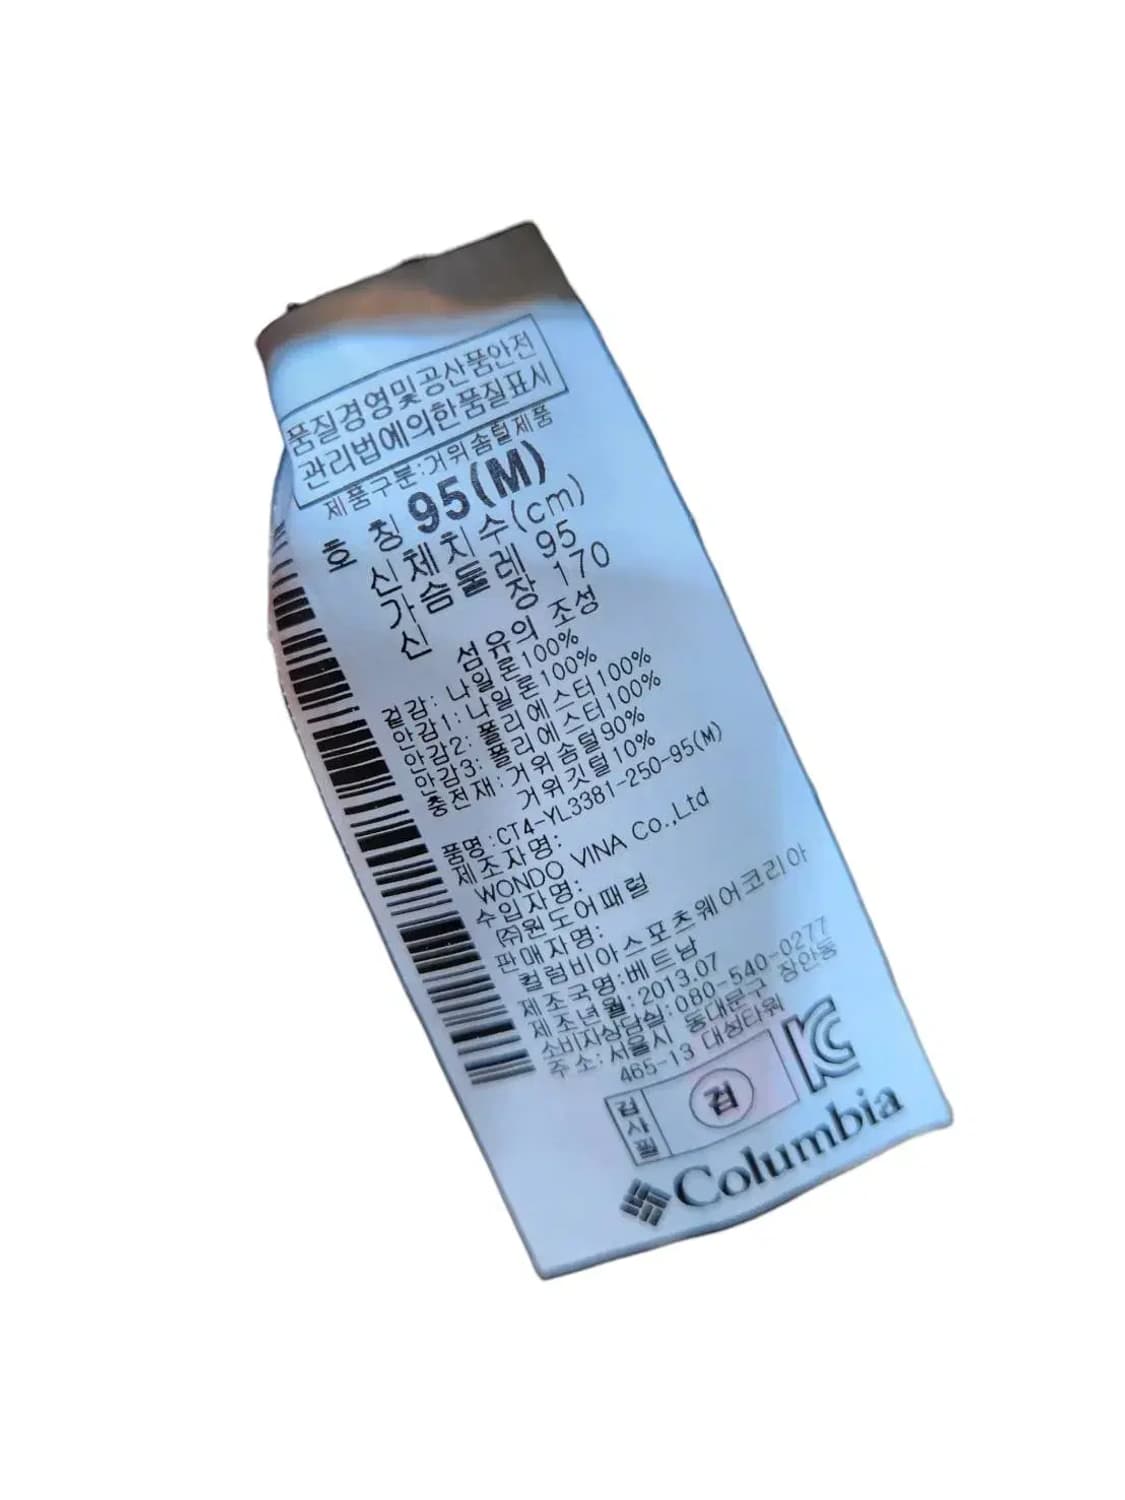 품질경영및공산품안전
관리법에의한품질표시
제품구분:거위솜털제품
호 칭 95(M)
신체치수(cm)
가슴둘레 95
신 장 170
섬유의 조성
겉감: 나일론100%
안감1: 나일론100%
안감2: 폴리에스터100%
안감3: 폴리에스터100%
충전재: 거위솜털90%
거위깃털10%
품명:CT4-YL3381-250-95(M)
제조자명:
WONDO VINA Co.,Ltd
수입자명:
㈜원도어패럴
판매자명:
컬럼비아스포츠웨어코리아
제조국명:베트남
제조년월:2013.07
소비자상담실:080-540-0277
주소:서울시 동대문구 장안동
465-13 대성타워
검사필
검
KC
Columbia